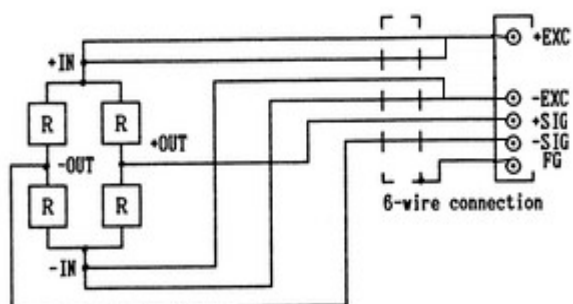 +EXC
+IN
-EXC
R R
+OUT
+SIG
-OUT
-SIG
FG
R R
6-wire connection
-IN